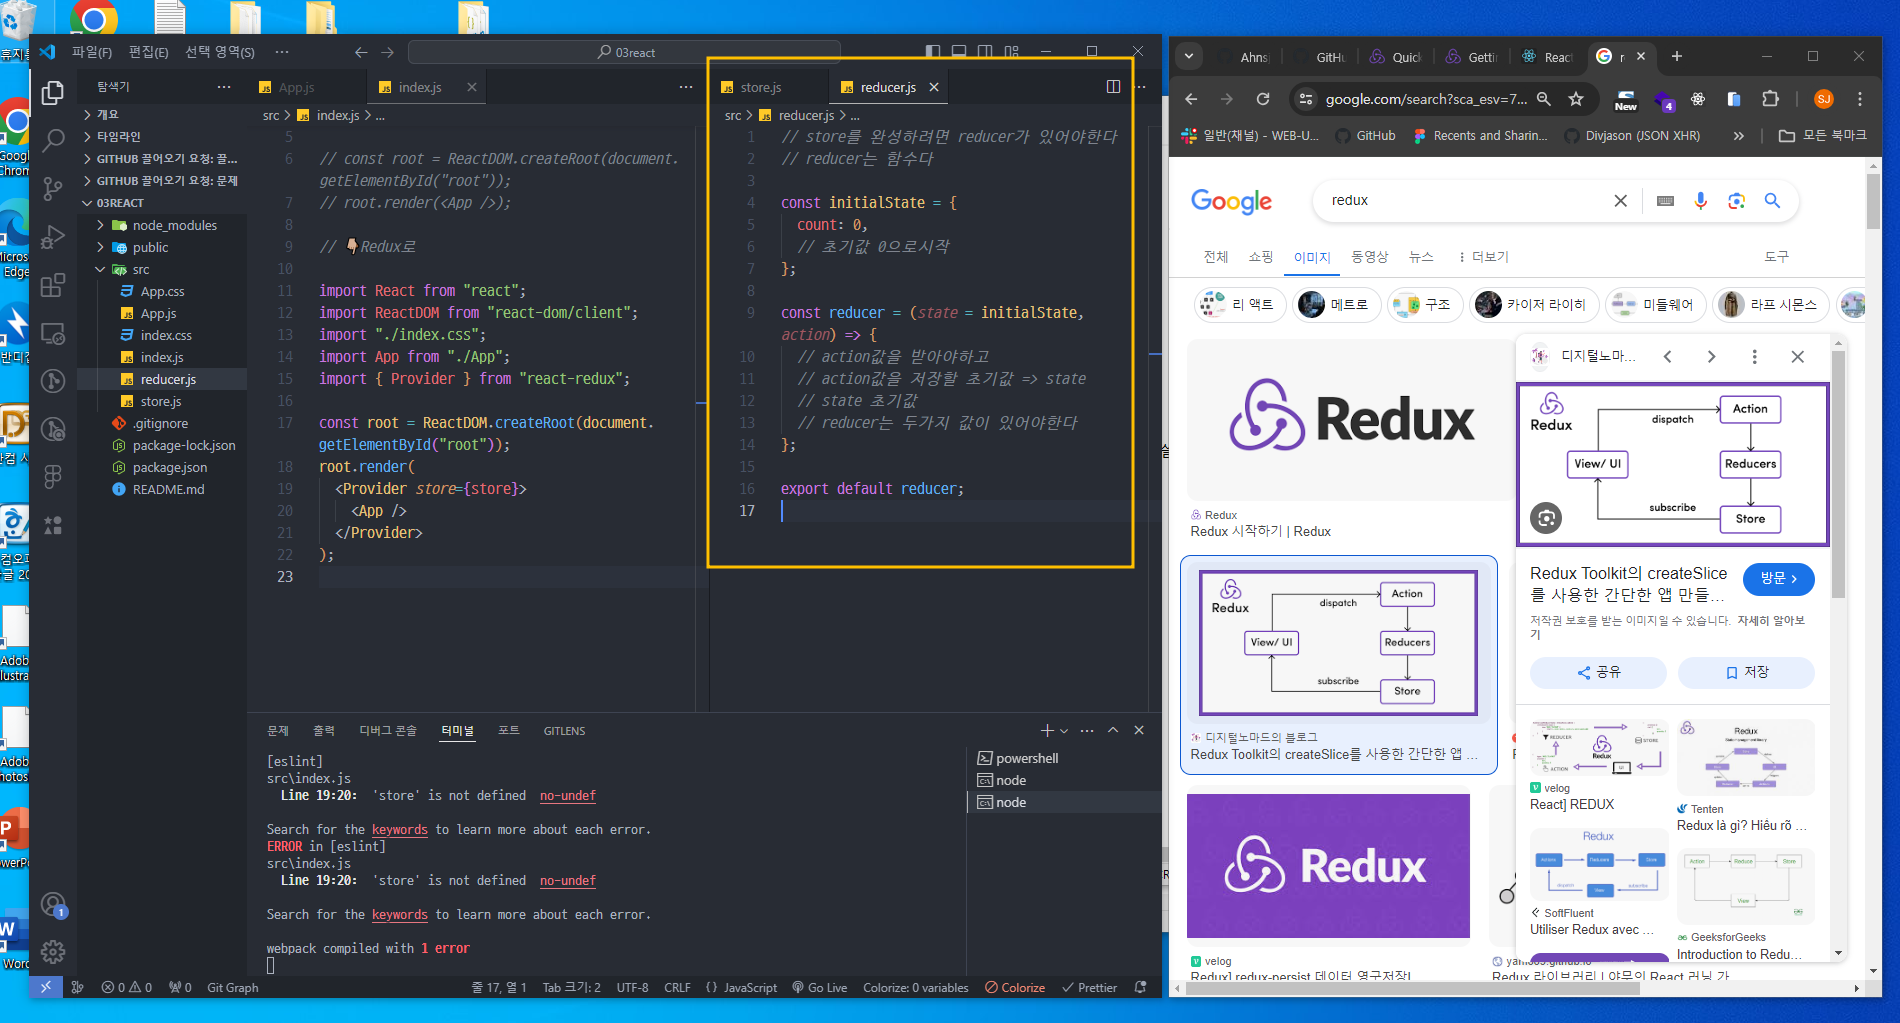 휴지통
파일(F) 편집(E) 선택 영역(S) ··· 03react
탐색기
개요
타임라인
GITHUB 끌어오기 요청: 끌...
GITHUB 끌어오기 요청: 문제
03REACT
node_modules
public
src
App.css
App.js
index.css
index.js
reducer.js
store.js
.gitignore
package-lock.json
package.json
README.md
App.js index.js
src > index.js > ...
5
6 // const root = ReactDOM.createRoot(document.
getElementById("root"));
7 // root.render(<App />);
8
9 // 👇Redux로
10
11 import React from "react";
12 import ReactDOM from "react-dom/client";
13 import "./index.css";
14 import App from "./App";
15 import { Provider } from "react-redux";
16
17 const root = ReactDOM.createRoot(document.
getElementById("root"));
18 root.render(
19 <Provider store={store}>
20 <App />
21 </Provider>
22 );
23
store.js reducer.js
src > reducer.js > ...
1 // store를 완성하려면 reducer가 있어야한다
2 // reducer는 함수다
3
4 const initialState = {
5 count: 0,
6 // 초기값 0으로시작
7 };
8
9 const reducer = (state = initialState,
action) => {
10 // action값을 받아야하고
11 // action값을 저장할 초기값 => state
12 // state 초기값
13 // reducer는 두가지 값이 있어야한다
14 };
15
16 export default reducer;
17
문제 출력 디버그 콘솔 터미널 포트 GITLENS
[eslint]
src\index.js
Line 19:20: 'store' is not defined no-undef
Search for the keywords to learn more about each error.
ERROR in [eslint]
src\index.js
Line 19:20: 'store' is not defined no-undef
Search for the keywords to learn more about each error.
webpack compiled with 1 error
powershell
node
node
1
0 0 0 Git Graph 줄 17, 열 1 Tab 크기: 2 UTF-8 CRLF {} JavaScript Go Live Colorize: 0 variables Colorize Prettier
Google
Chrom
Micros
Edge
Adob
Adob
Word
Ahns GitHu Quick Getti React
google.com/search?sca_esv=7... New 4 SJ
일반(채널) - WEB-U... GitHub Recents and Sharin... Divjason (JSON XHR) » 모든 북마크
Google redux
전체 쇼핑 이미지 동영상 뉴스 더보기 도구
리 액트 메트로 구조 카이저 라이히 미들웨어 라프 시몬스
Redux
Redux
Redux 시작하기 | Redux
Redux
dispatch
Action
View/ UI
Reducers
subscribe
Store
디지털노마드의 블로그
Redux Toolkit의 createSlice를 사용한 간단한 앱 ...
Redux
velog
Redux] redux-persist 데이터 영구저장!
디지털노마...
Redux
dispatch
Action
View/ UI
Reducers
subscribe
Store
Redux Toolkit의 createSlice
를 사용한 간단한 앱 만들...
방문 >
저작권 보호를 받는 이미지일 수 있습니다. 자세히 알아보
기
공유 저장
velog
React] REDUX
Redux
Tenten
Redux là gì? Hiểu rõ ...
Redux
SoftFluent
Utiliser Redux avec ...
GeeksforGeeks
Introduction to Redu...
Redux 라이브러리 | 야무의 React 러닝 가